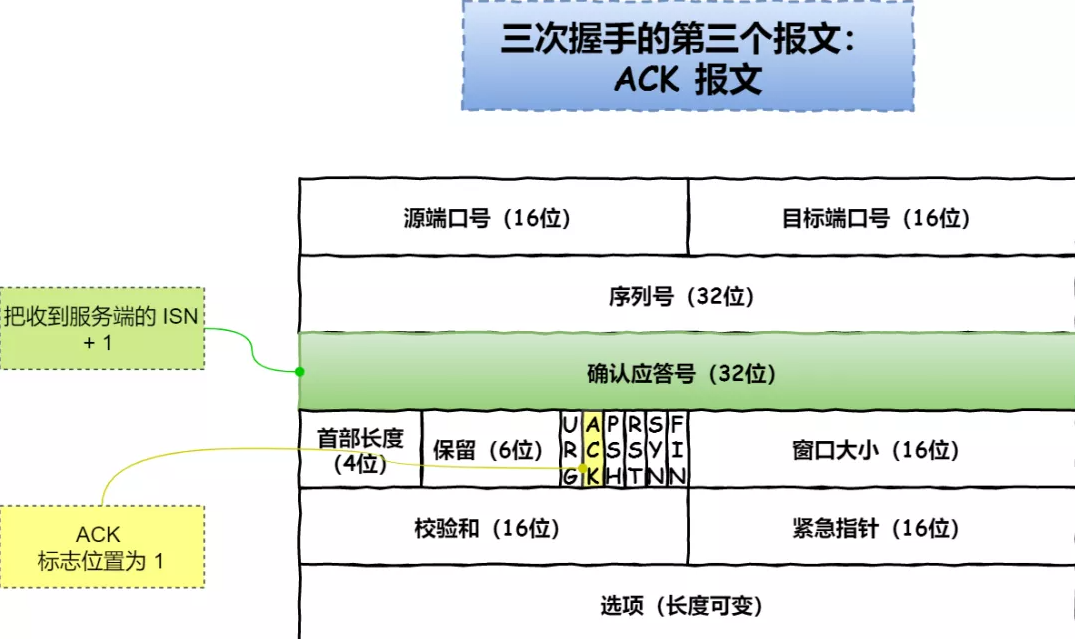 三次握手的第三个报文：
ACK 报文
源端口号（16位）
目标端口号（16位）
序列号（32位）
把收到服务端的 ISN
+ 1
确认应答号（32位）
首部长度
（4位）
保留（6位）
URG
ACK
PSH
RST
SYN
FIN
窗口大小（16位）
ACK
标志位置为 1
校验和（16位）
紧急指针（16位）
选项（长度可变）